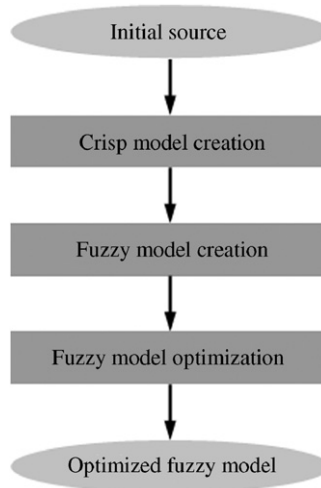 Initial source
Crisp model creation
Fuzzy model creation
Fuzzy model optimization
Optimized fuzzy model